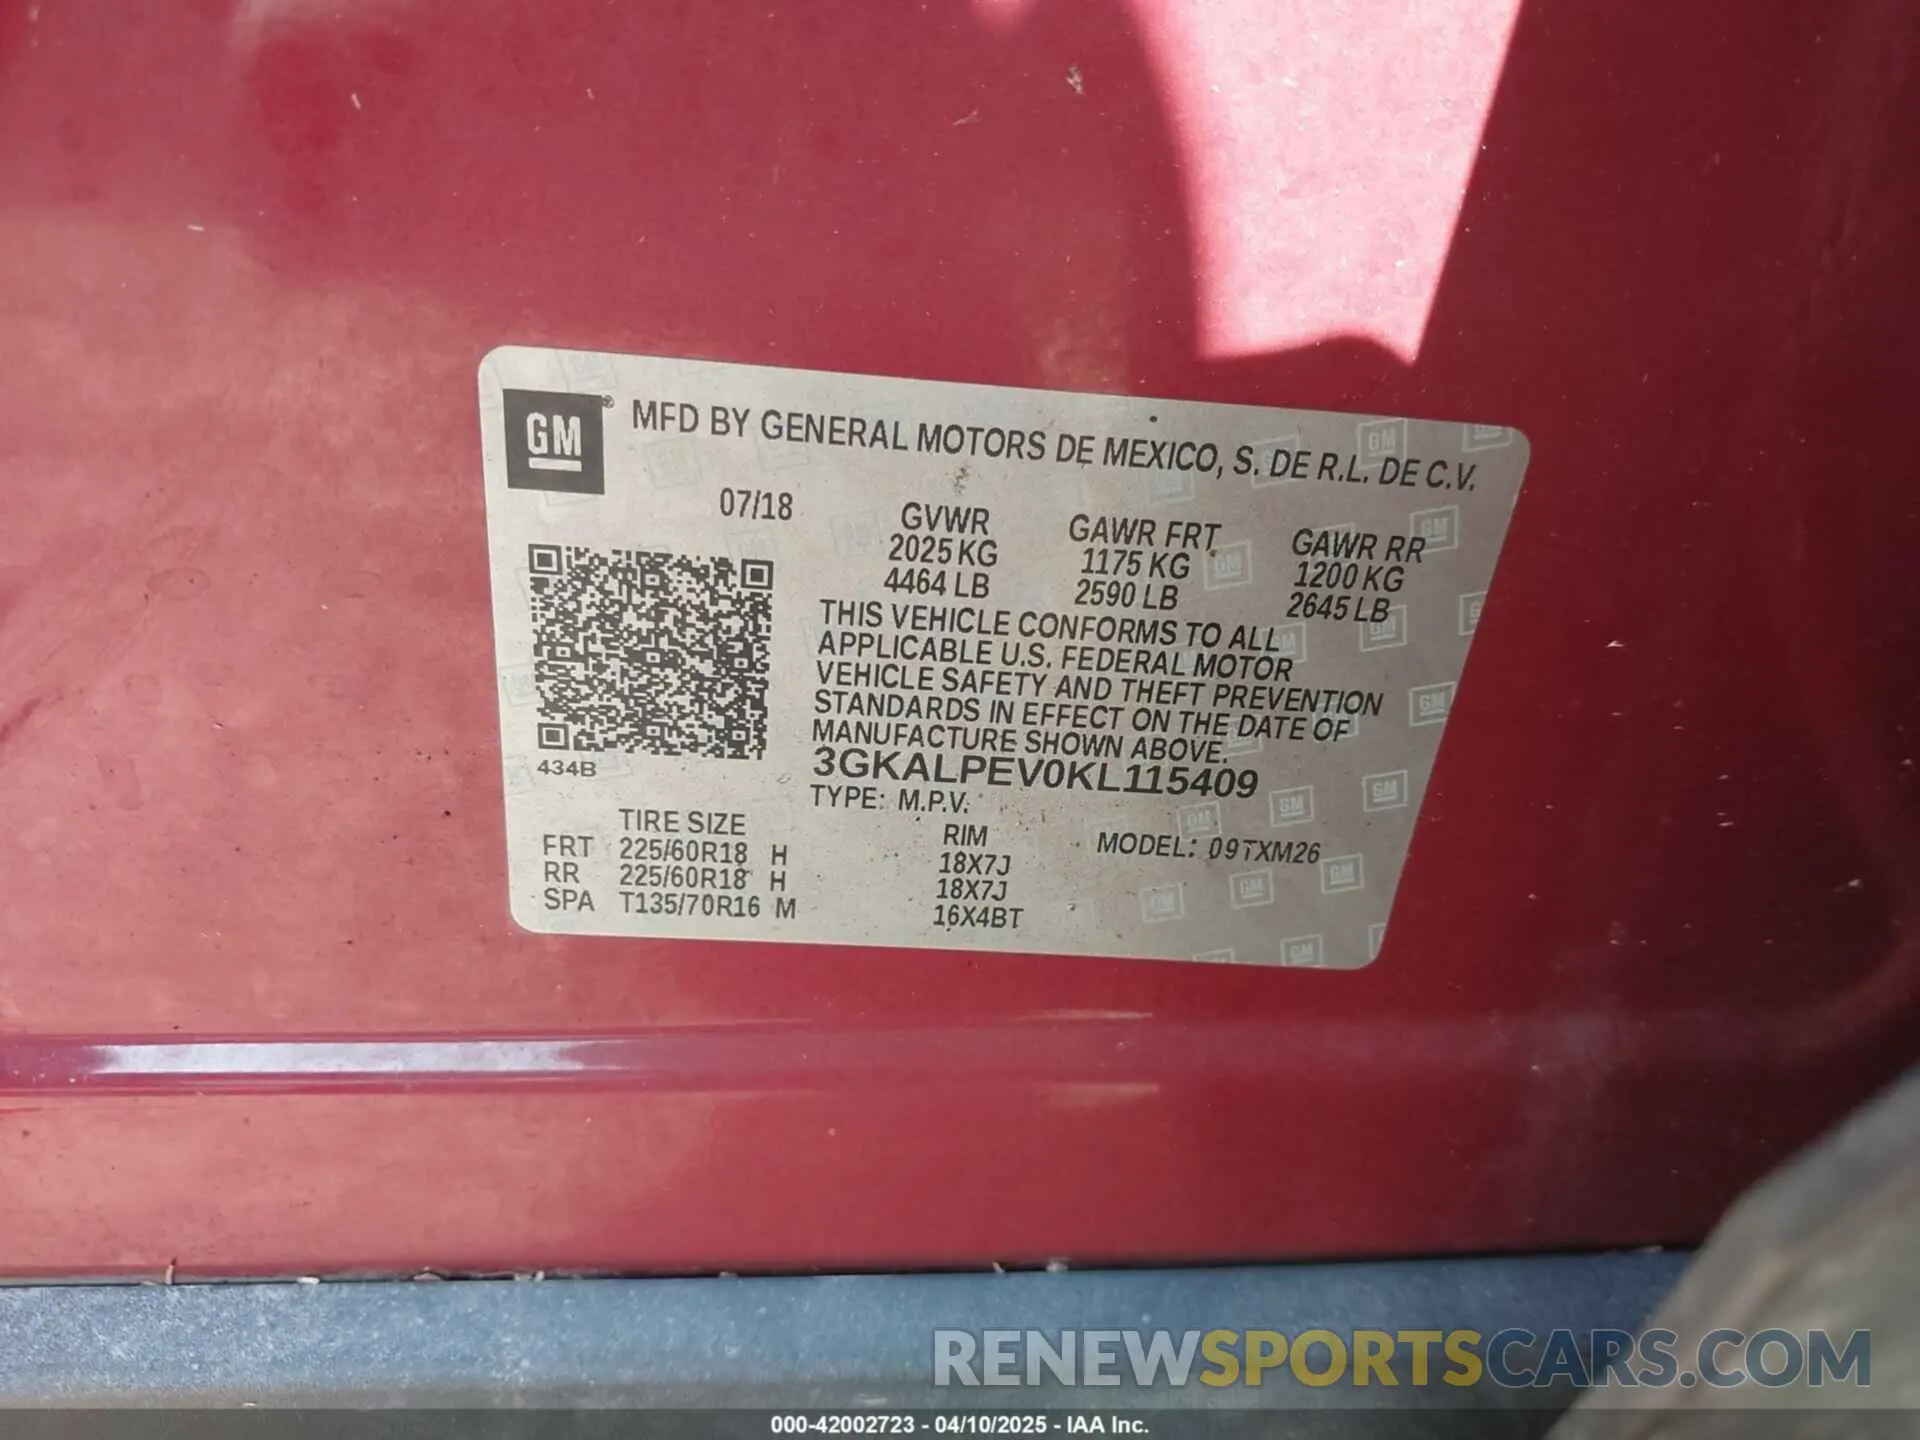 GM® MFD BY GENERAL MOTORS DE MEXICO, S. DE R.L. DE C.V.
07/18 GVWR GAWR FRT GAWR RR
2025 KG 1175 KG 1200 KG
4464 LB 2590 LB 2645 LB
THIS VEHICLE CONFORMS TO ALL
APPLICABLE U.S. FEDERAL MOTOR
VEHICLE SAFETY AND THEFT PREVENTION
STANDARDS IN EFFECT ON THE DATE OF
MANUFACTURE SHOWN ABOVE.
434B
3GKALPEV0KL115409
TYPE: M.P.V.
TIRE SIZE RIM MODEL: 09TXM26
FRT 225/60R18 H 18X7J
RR 225/60R18 H 18X7J
SPA T135/70R16 M 16X4BT
RENEWSPORTSCARS.COM
000-42002723 - 04/10/2025 - IAA Inc.